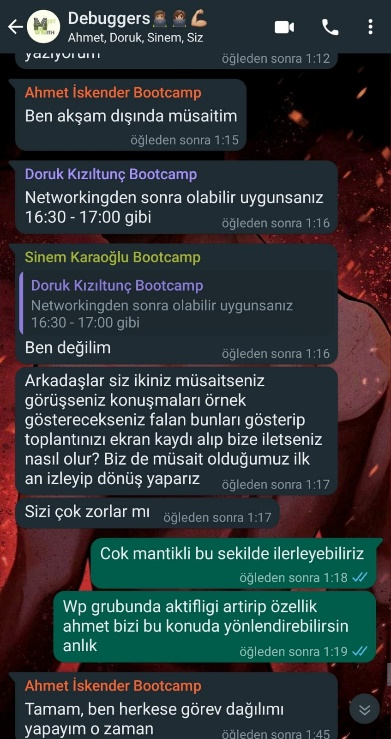 Debuggers
Ahmet, Doruk, Sinem, Siz
yazıyorum
öğleden sonra 1:12
Ahmet İskender Bootcamp
Ben akşam dışında müsaitim
öğleden sonra 1:15
Doruk Kızıltunç Bootcamp
Networkingden sonra olabilir uygunsanız
16:30 - 17:00 gibi
öğleden sonra 1:16
Sinem Karaoğlu Bootcamp
Doruk Kızıltunç Bootcamp
Networkingden sonra olabilir uygunsanız
16:30 - 17:00 gibi
Ben değilim
öğleden sonra 1:16
Arkadaşlar siz ikiniz müsaitseniz
görüşseniz konuşmaları örnek
gösterecekseniz falan bunları gösterip
toplantınızı ekran kaydı alıp bize iletseniz
nasıl olur? Biz de müsait olduğumuz ilk
an izleyip dönüş yaparız
öğleden sonra 1:17
Sizi çok zorlar mı
öğleden sonra 1:17
Cok mantikli bu sekilde ilerleyebiliriz
öğleden sonra 1:18
Wp grubunda aktifligi artirip özellik
ahmet bizi bu konuda yönlendirebilirsin
anlık
öğleden sonra 1:19
Ahmet İskender Bootcamp
Tamam, ben herkese görev dağılımı
yapayım o zaman
öğleden sonra 1:45